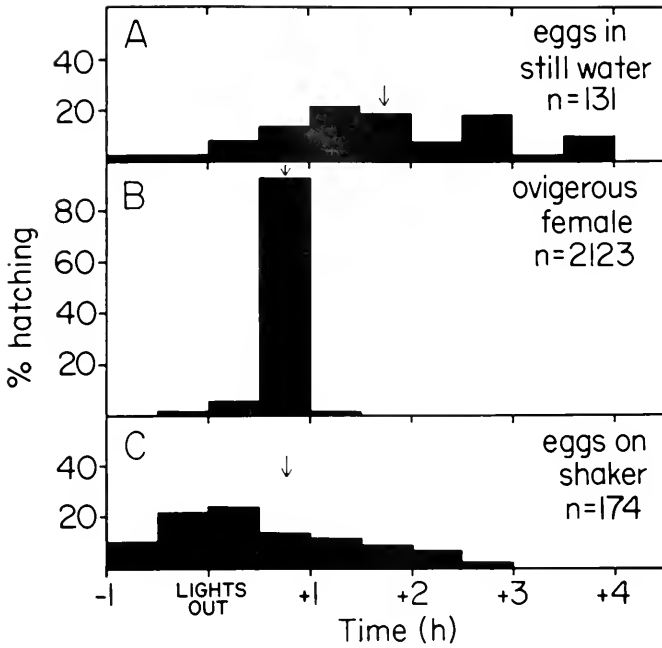 A
eggs in
still water
n=131
40
20
B
ovigerous
female
n=2123
80
60
40
20
% hatching
C
eggs on
shaker
n=174
40
20
-1
LIGHTS
OUT
+1
+2
+3
+4
Time (h)